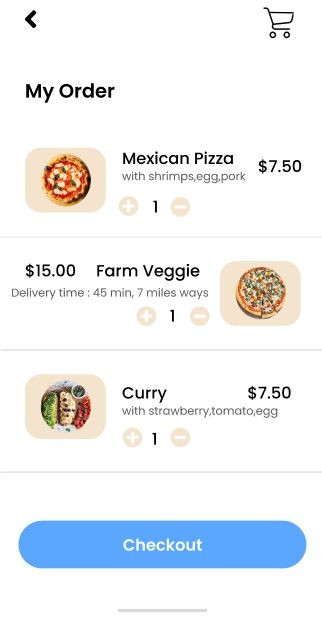 My Order
Mexican Pizza $7.50
with shrimps,egg,pork
1
$15.00 Farm Veggie
Delivery time : 45 min, 7 miles ways
1
Curry $7.50
with strawberry,tomato,egg
1
Checkout